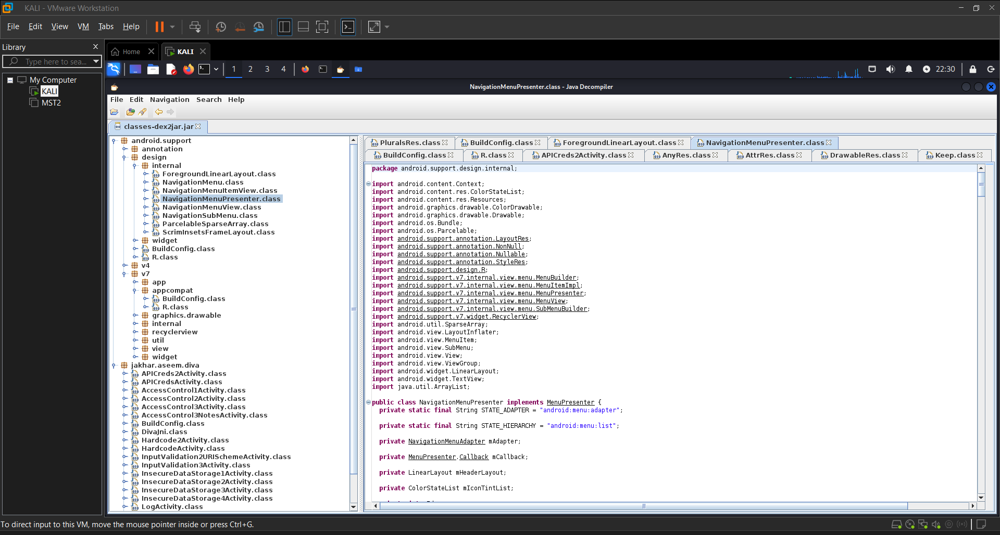 KALI - VMware Workstation
File Edit View VM Tabs Help
Library
Type here to sea...
My Computer
KALI
MST2
Home
KALI
1 2 3 4
22:30
NavigationMenuPresenter.class - Java Decompiler
File Edit Navigation Search Help
classes-dex2jar.jar
android.support
annotation
design
internal
ForegroundLinearLayout.class
NavigationMenu.class
NavigationMenuItemView.class
NavigationMenuPresenter.class
NavigationMenuView.class
NavigationSubMenu.class
ParcelableSparseArray.class
ScrimInsetsFrameLayout.class
widget
BuildConfig.class
R.class
v4
v7
app
appcompat
BuildConfig.class
R.class
graphics.drawable
internal
recyclerview
util
view
widget
jakhar.aseem.diva
APICreds2Activity.class
APICredsActivity.class
AccessControl1Activity.class
AccessControl2Activity.class
AccessControl3Activity.class
AccessControl3NotesActivity.class
BuildConfig.class
DivaJni.class
Hardcode2Activity.class
HardcodeActivity.class
InputValidation2URISchemeActivity.class
InputValidation3Activity.class
InsecureDataStorage1Activity.class
InsecureDataStorage2Activity.class
InsecureDataStorage3Activity.class
InsecureDataStorage4Activity.class
LogActivity.class
PluralsRes.class BuildConfig.class ForegroundLinearLayout.class NavigationMenuPresenter.class
BuildConfig.class R.class APICreds2Activity.class AnyRes.class AttrRes.class DrawableRes.class Keep.class
package android.support.design.internal;
import android.content.Context;
import android.content.res.ColorStateList;
import android.content.res.Resources;
import android.graphics.drawable.ColorDrawable;
import android.graphics.drawable.Drawable;
import android.os.Bundle;
import android.os.Parcelable;
import android.support.annotation.LayoutRes;
import android.support.annotation.NonNull;
import android.support.annotation.Nullable;
import android.support.annotation.StyleRes;
import android.support.design.R;
import android.support.v7.internal.view.menu.MenuBuilder;
import android.support.v7.internal.view.menu.MenuItemImpl;
import android.support.v7.internal.view.menu.MenuPresenter;
import android.support.v7.internal.view.menu.MenuView;
import android.support.v7.internal.view.menu.SubMenuBuilder;
import android.support.v7.widget.RecyclerView;
import android.util.SparseArray;
import android.view.LayoutInflater;
import android.view.MenuItem;
import android.view.SubMenu;
import android.view.View;
import android.view.ViewGroup;
import android.widget.LinearLayout;
import android.widget.TextView;
import java.util.ArrayList;
public class NavigationMenuPresenter implements MenuPresenter {
private static final String STATE_ADAPTER = "android:menu:adapter";
private static final String STATE_HIERARCHY = "android:menu:list";
private NavigationMenuAdapter mAdapter;
private MenuPresenter.Callback mCallback;
private LinearLayout mHeaderLayout;
private ColorStateList mIconTintList;
To direct input to this VM, move the mouse pointer inside or press Ctrl+G.